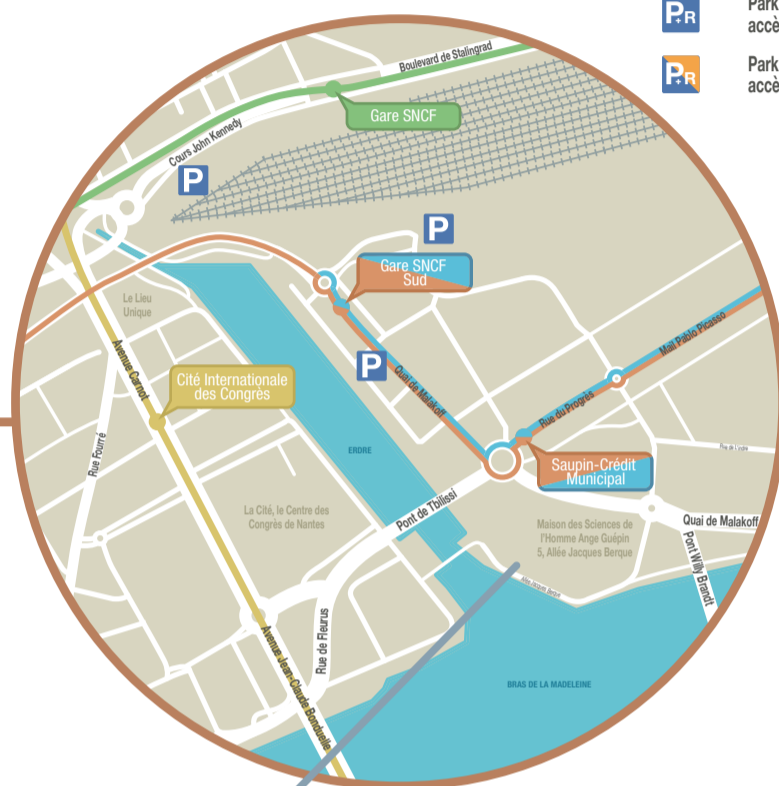 P+R
Park
accè
P+R
Park
accè
Boulevard de Stalingrad
Gare SNCF
Cours John Kennedy
P
P
Gare SNCF
Sud
Le Lieu
Unique
Mail Pablo Picasso
Avenue Carnot
P
Cité Internationale
des Congrès
Quai de Malakoff
Rue du Progrès
Rue Fourré
ERDRE
Saupin-Crédit
Municipal
La Cité, le Centre des
Congrès de Nantes
Pont de Tbilissi
Maison des Sciences de
l'Homme Ange Guépin
5, Allée Jacques Berque
Quai de Malakoff
Pont Willy Brandt
Allée Jacques Berque
Rue de Fleurus
Avenue Jean-Claude Bonduelle
BRAS DE LA MADELEINE